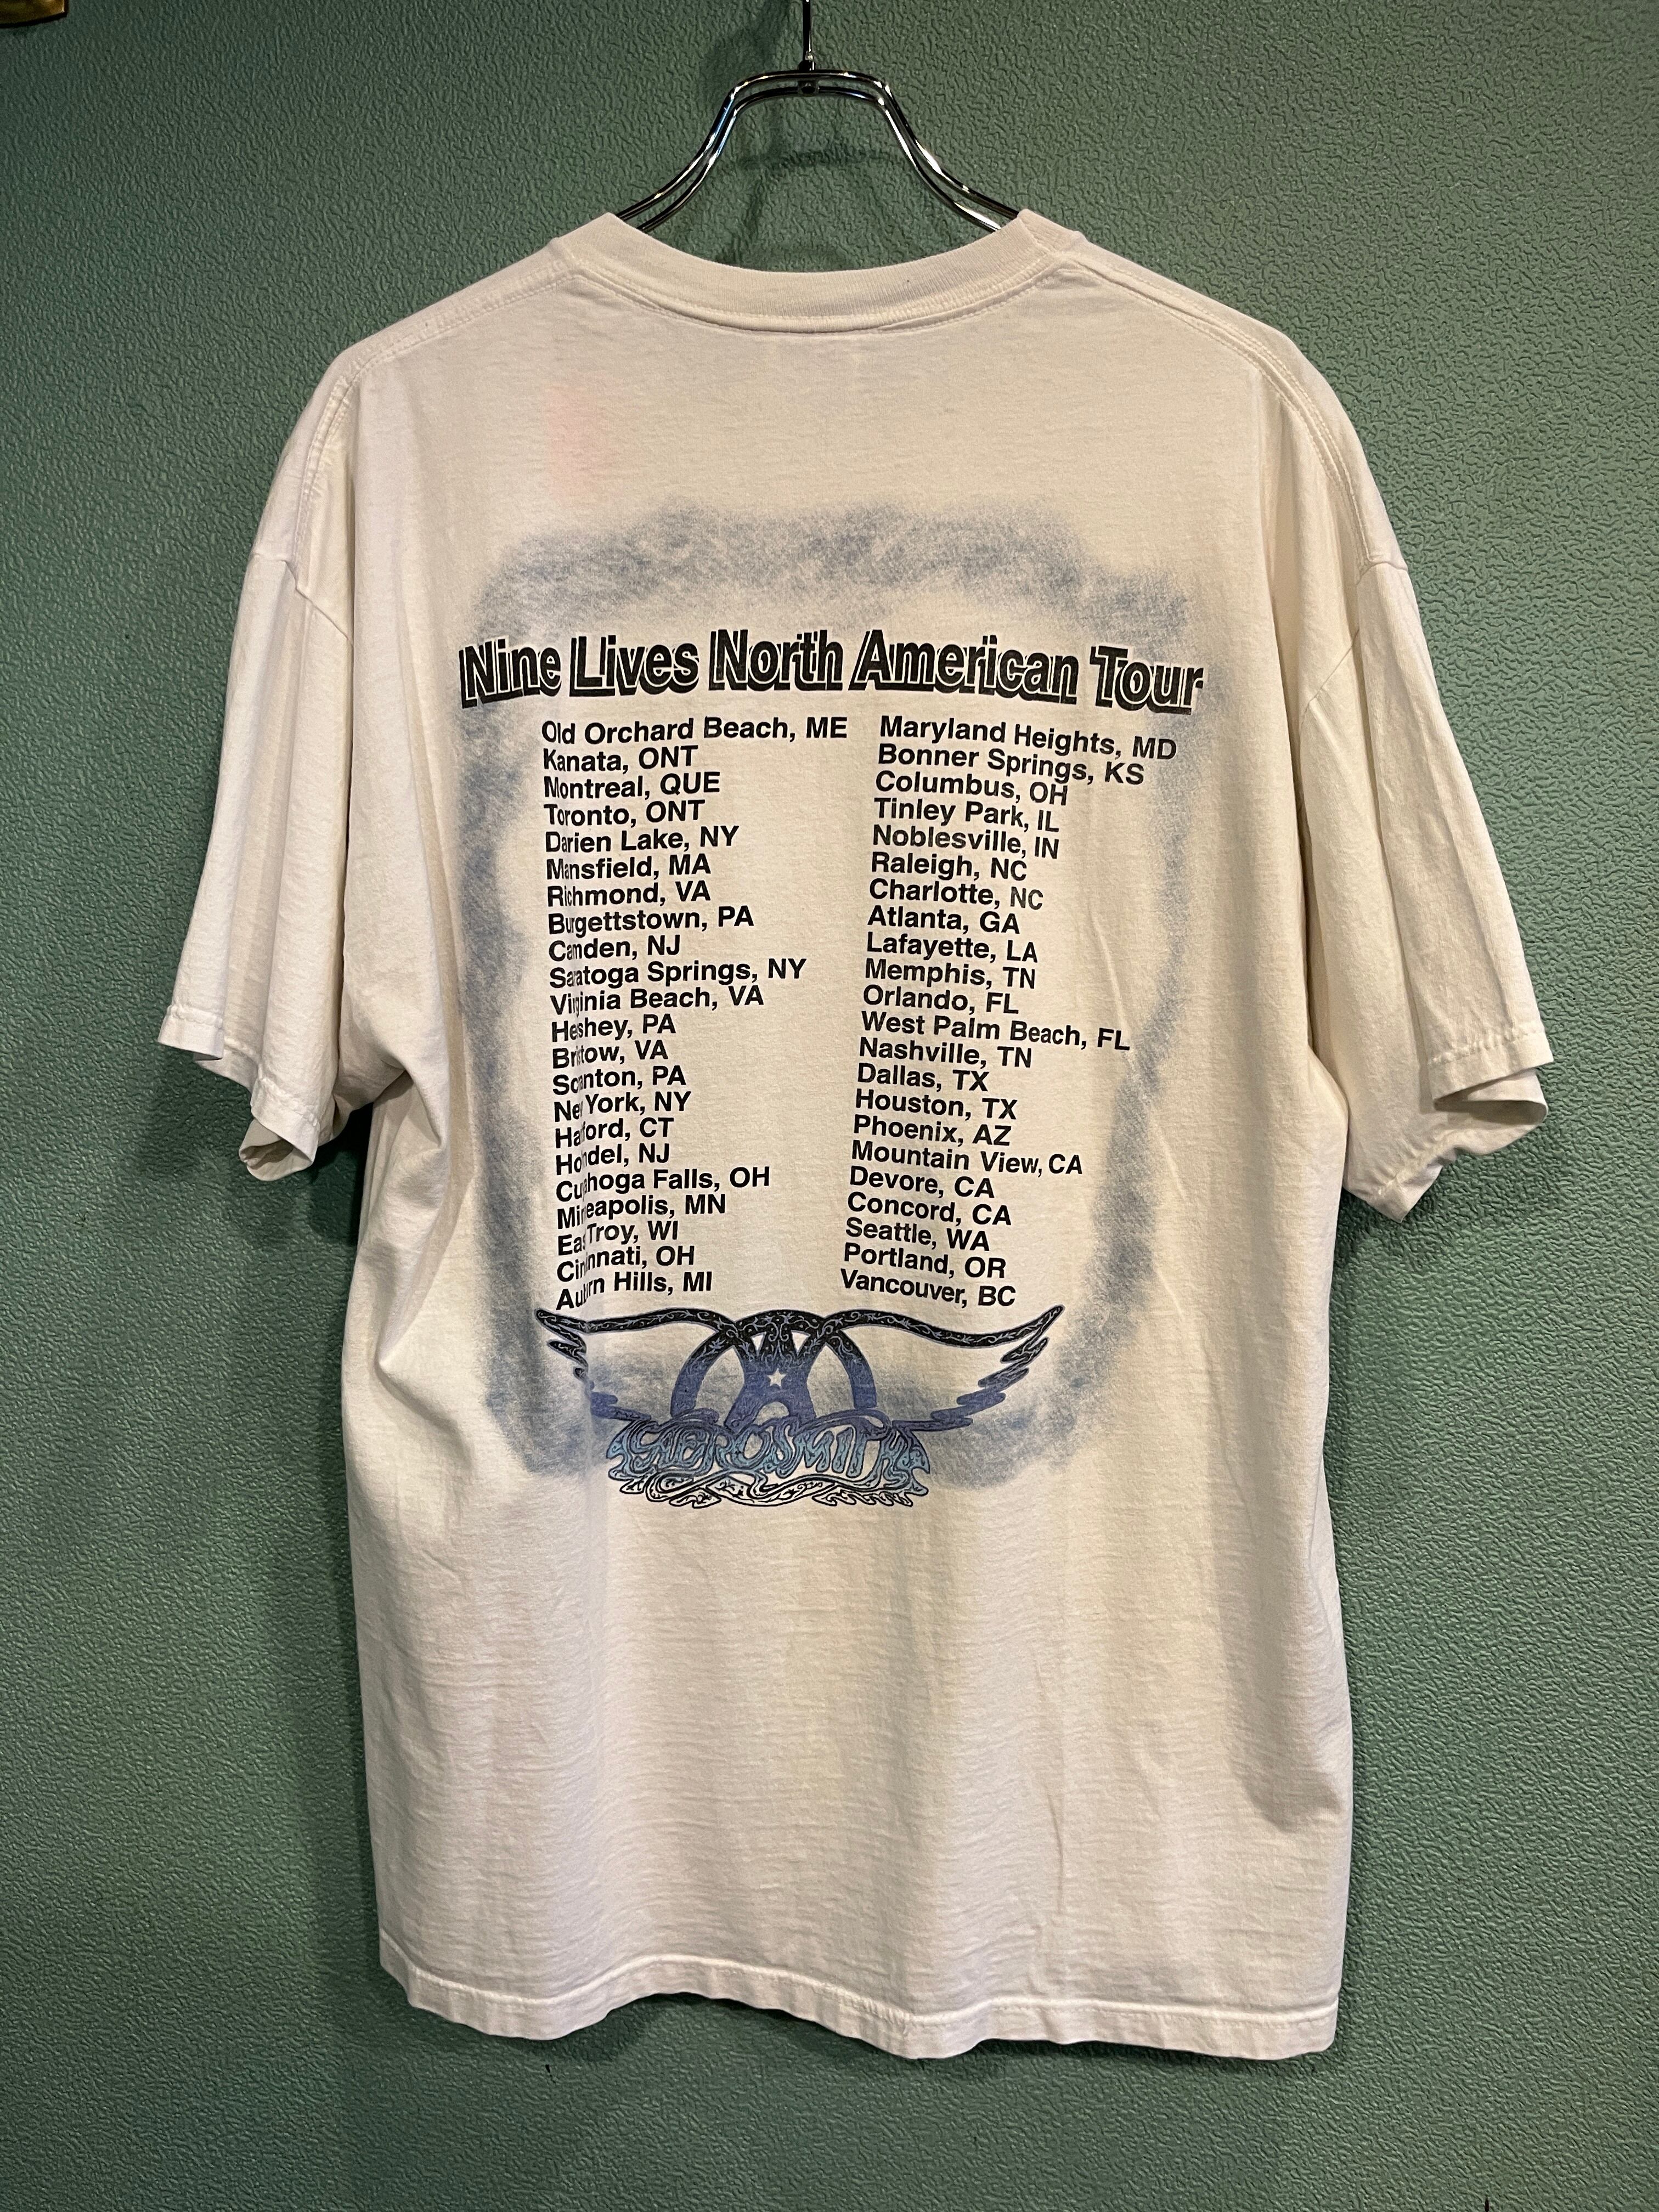 Nine Lives North American Tour
Old Orchard Beach, ME
Kanata, ONT
Montreal, QUE
Toronto, ONT
Darien Lake, NY
Mansfield, MA
Richmond, VA
Burgettstown, PA
Camden, NJ
Saratoga Springs, NY
Virginia Beach, VA
Hershey, PA
Bristow, VA
Scranton, PA
New York, NY
Hartford, CT
Holmdel, NJ
Cuyahoga Falls, OH
Minneapolis, MN
East Troy, WI
Cincinnati, OH
Auburn Hills, MI
Maryland Heights, MD
Bonner Springs, KS
Columbus, OH
Tinley Park, IL
Noblesville, IN
Raleigh, NC
Charlotte, NC
Atlanta, GA
Lafayette, LA
Memphis, TN
Orlando, FL
West Palm Beach, FL
Nashville, TN
Dallas, TX
Houston, TX
Phoenix, AZ
Mountain View, CA
Devore, CA
Concord, CA
Seattle, WA
Portland, OR
Vancouver, BC
A
AEROSMITH